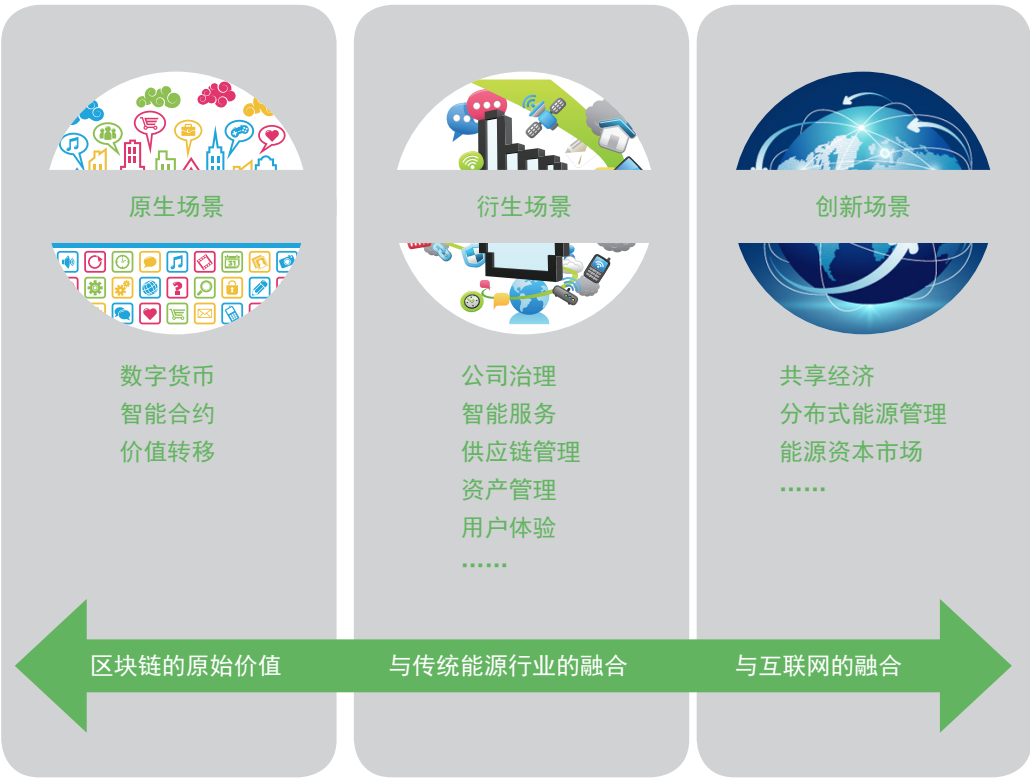 原生场景
数字货币
智能合约
价值转移
衍生场景
公司治理
智能服务
供应链管理
资产管理
用户体验
……
创新场景
共享经济
分布式能源管理
能源资本市场
……
区块链的原始价值
与传统能源行业的融合
与互联网的融合